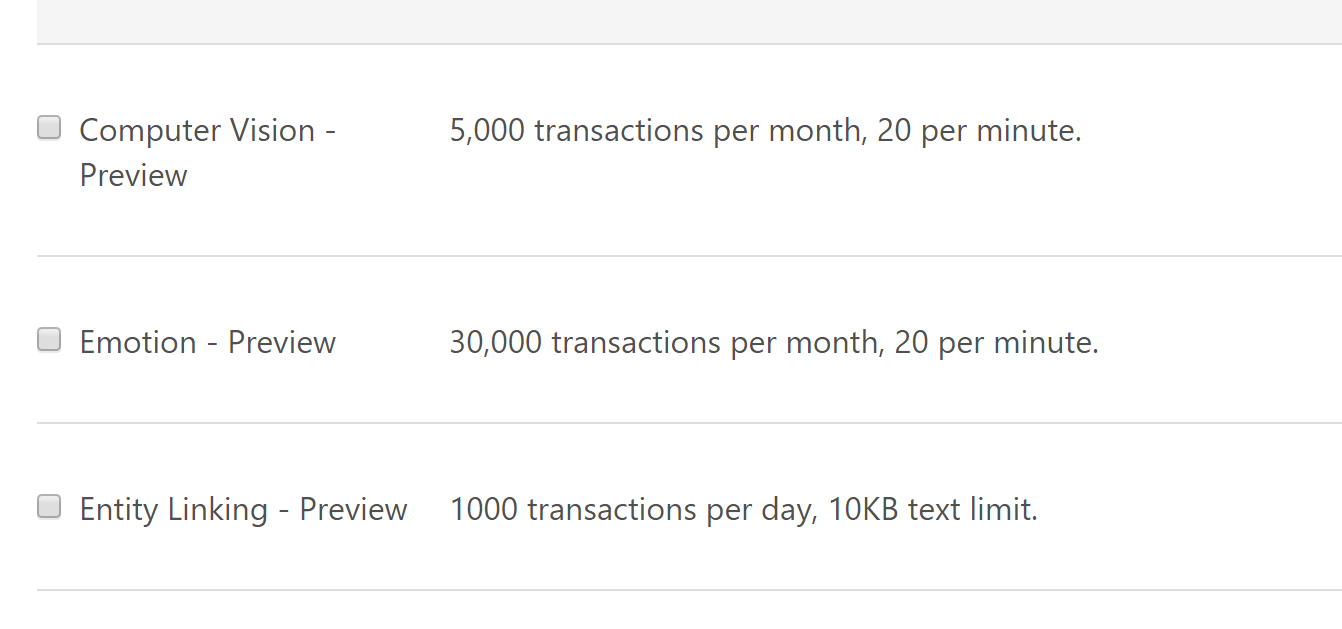 Computer Vision - 5,000 transactions per month, 20 per minute.
Preview
Emotion - Preview 30,000 transactions per month, 20 per minute.
Entity Linking - Preview 1000 transactions per day, 10KB text limit.